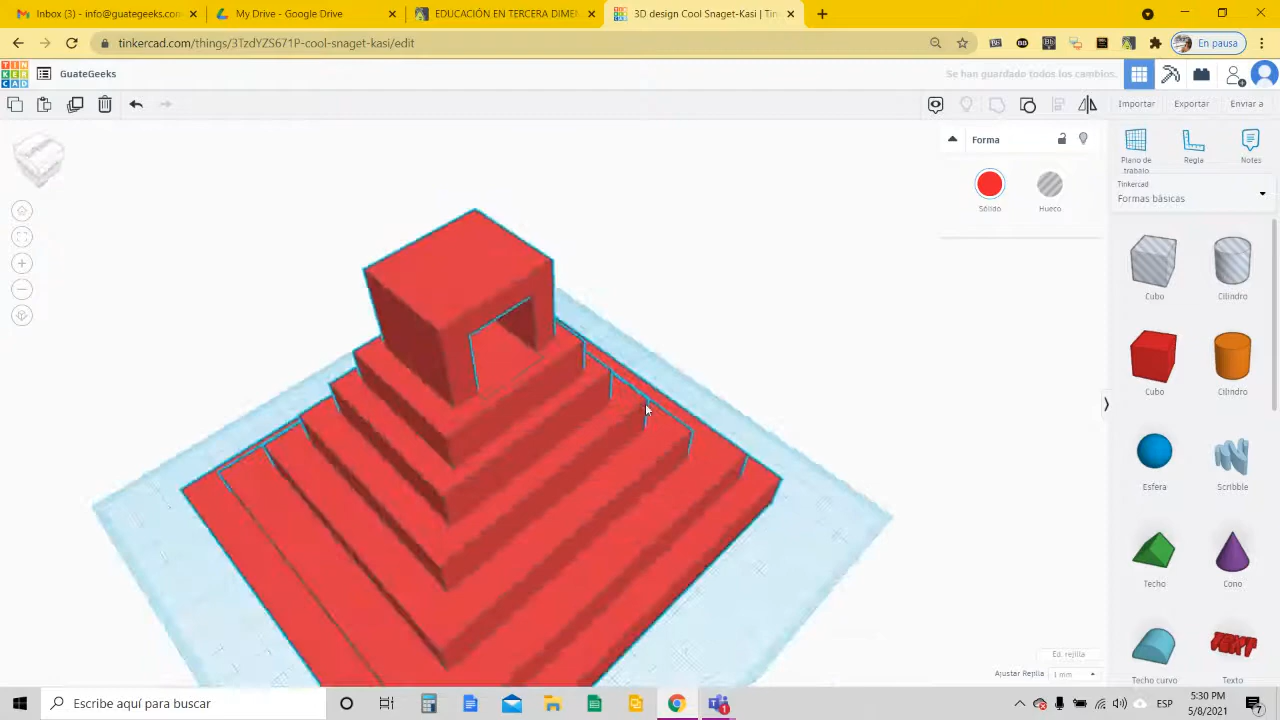 Inbox (3) - info@guategeeks.com
My Drive - Google Drive
EDUCACIÓN EN TERCERA DIME
3D design Cool Snaget-Kasi | Tin
tinkercad.com/things/3TzdYZS671P-cool-snaget-kasi/edit
En pausa
TIN
KER
CAD
GuateGeeks
Se han guardado todos los cambios.
Importar
Exportar
Enviar a
Forma
Sólido
Hueco
Plano de trabajo
Regla
Notes
Tinkercad
Formas básicas
Cubo
Cilindro
Cubo
Cilindro
Esfera
Scribble
Techo
Cono
Techo curvo
Texto
TEXT
Ed. rejilla
Ajustar Rejilla
1 mm
Escribe aquí para buscar
ESP
5:30 PM
5/8/2021